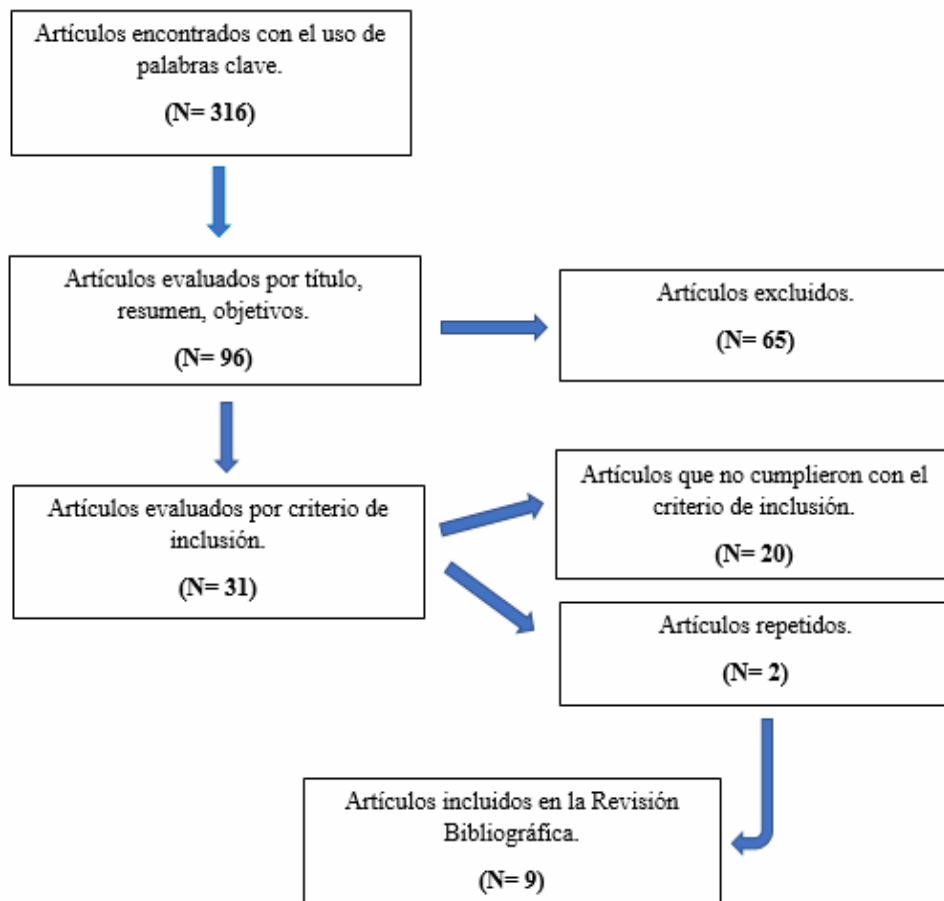 Artículos encontrados con el uso de
palabras clave.
(N= 316)
Artículos evaluados por título,
resumen, objetivos.
(N= 96)
Artículos excluidos.
(N= 65)
Artículos evaluados por criterio de
inclusión.
(N= 31)
Artículos que no cumplieron con el
criterio de inclusión.
(N= 20)
Artículos repetidos.
(N= 2)
Artículos incluidos en la Revisión
Bibliográfica.
(N= 9)